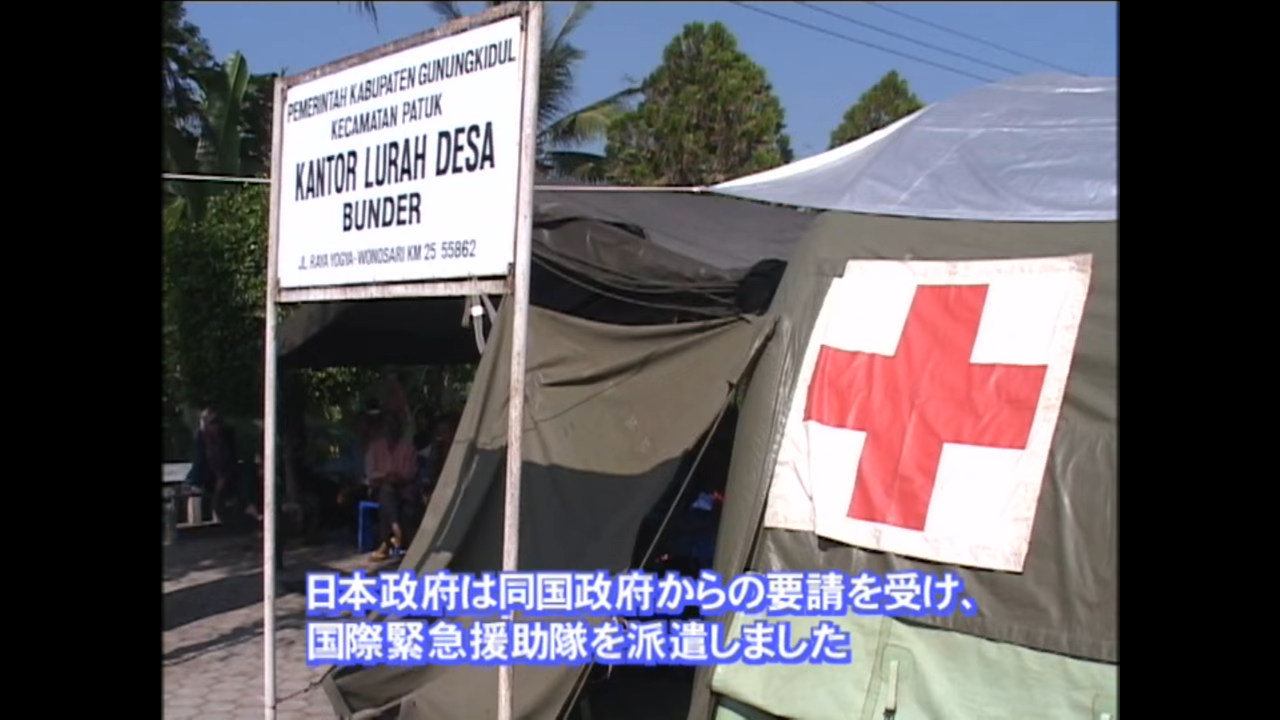 PEMERINTAH KABUPATEN GUNUNGKIDUL
KECAMATAN PATUK
KANTOR LURAH DESA
BUNDER
JL. RAYA YOGYA-WONOSARI KM 25 55862
日本政府は同国政府からの要請を受け、
国際緊急援助隊を派遣しました